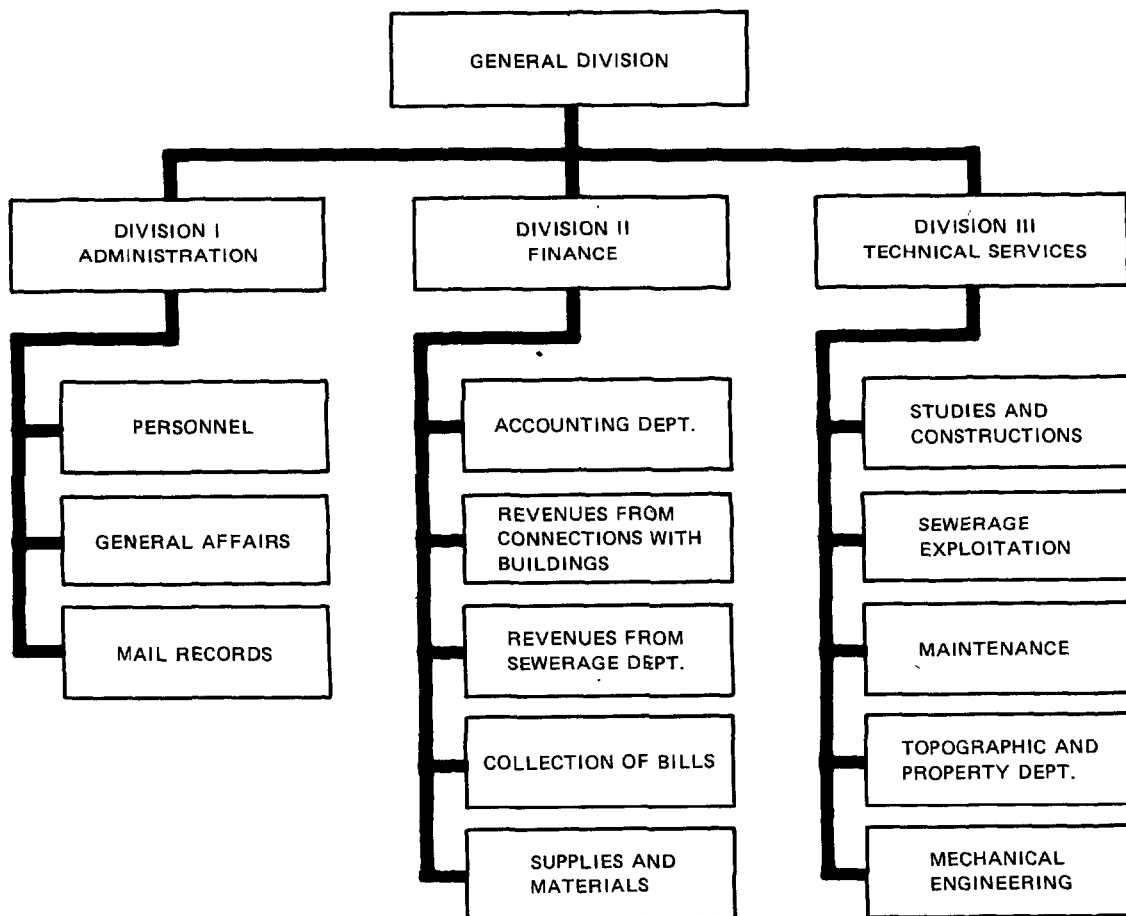 GENERAL DIVISION
DIVISION I
ADMINISTRATION
PERSONNEL
GENERAL AFFAIRS
MAIL RECORDS
DIVISION II
FINANCE
ACCOUNTING DEPT.
REVENUES FROM
CONNECTIONS WITH
BUILDINGS
REVENUES FROM
SEWERAGE DEPT.
COLLECTION OF BILLS
SUPPLIES AND
MATERIALS
DIVISION III
TECHNICAL SERVICES
STUDIES AND
CONSTRUCTIONS
SEWERAGE
EXPLOITATION
MAINTENANCE
TOPOGRAPHIC AND
PROPERTY DEPT.
MECHANICAL
ENGINEERING